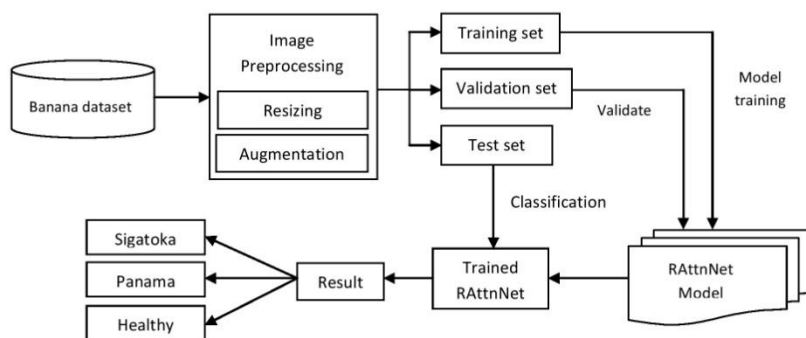 Banana dataset
Image
Preprocessing
Resizing
Augmentation
Training set
Validation set
Test set
Validate
Model
training
Classification
RAttnNet
Model
Trained
RAttnNet
Result
Sigatoka
Panama
Healthy